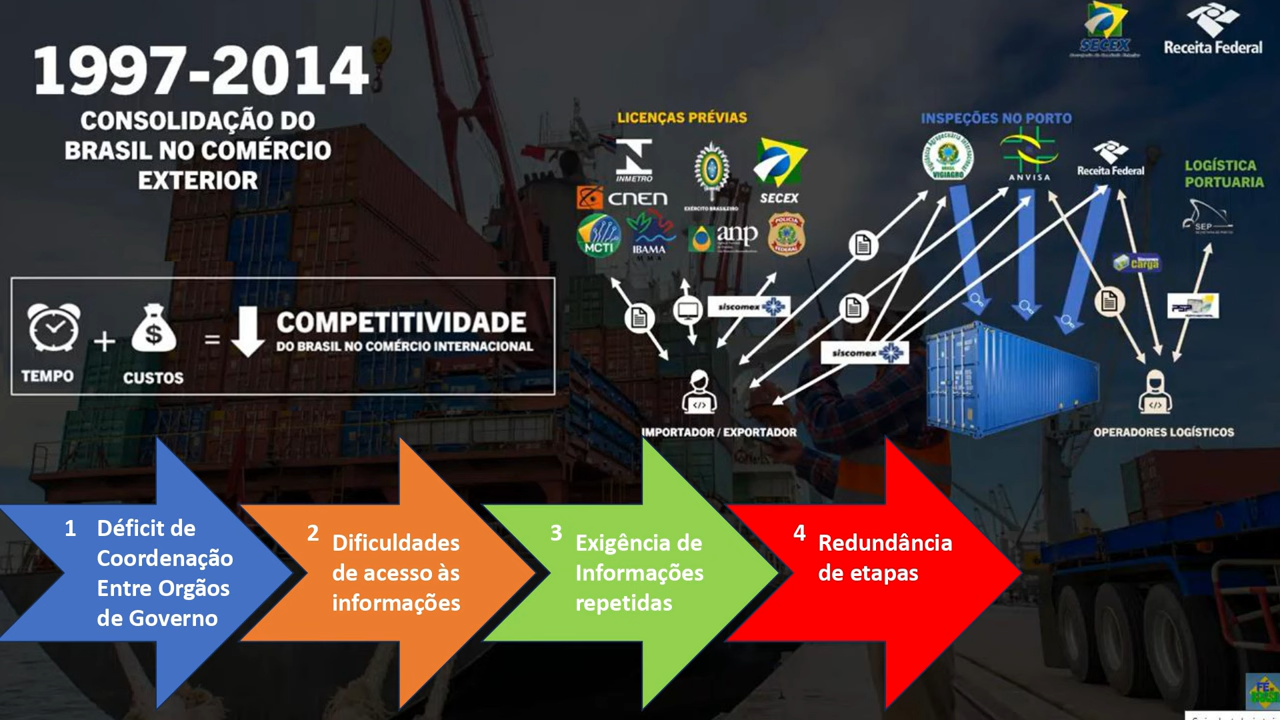 SECEX
Receita Federal
1997-2014
CONSOLIDAÇÃO DO
BRASIL NO COMÉRCIO
EXTERIOR
LICENÇAS PRÉVIAS
INMETRO
CNEN
EXÉRCITO BRASILEIRO
SECEX
MCTI
IBAMA
M M A
anp
POLÍCIA
FEDERAL
INSPEÇÕES NO PORTO
VIGIAGRO
ANVISA
Receita Federal
LOGÍSTICA
PORTUARIA
SEP
Carga
siscomex
siscomex
PSP
TEMPO
+
$
CUSTOS
=
COMPETITIVIDADE
DO BRASIL NO COMÉRCIO INTERNACIONAL
</>
IMPORTADOR / EXPORTADOR
</>
OPERADORES LOGÍSTICOS
1 Déficit de
Coordenação
Entre Orgãos
de Governo
2 Dificuldades
de acesso às
informações
3 Exigência de
Informações
repetidas
4 Redundância
de etapas